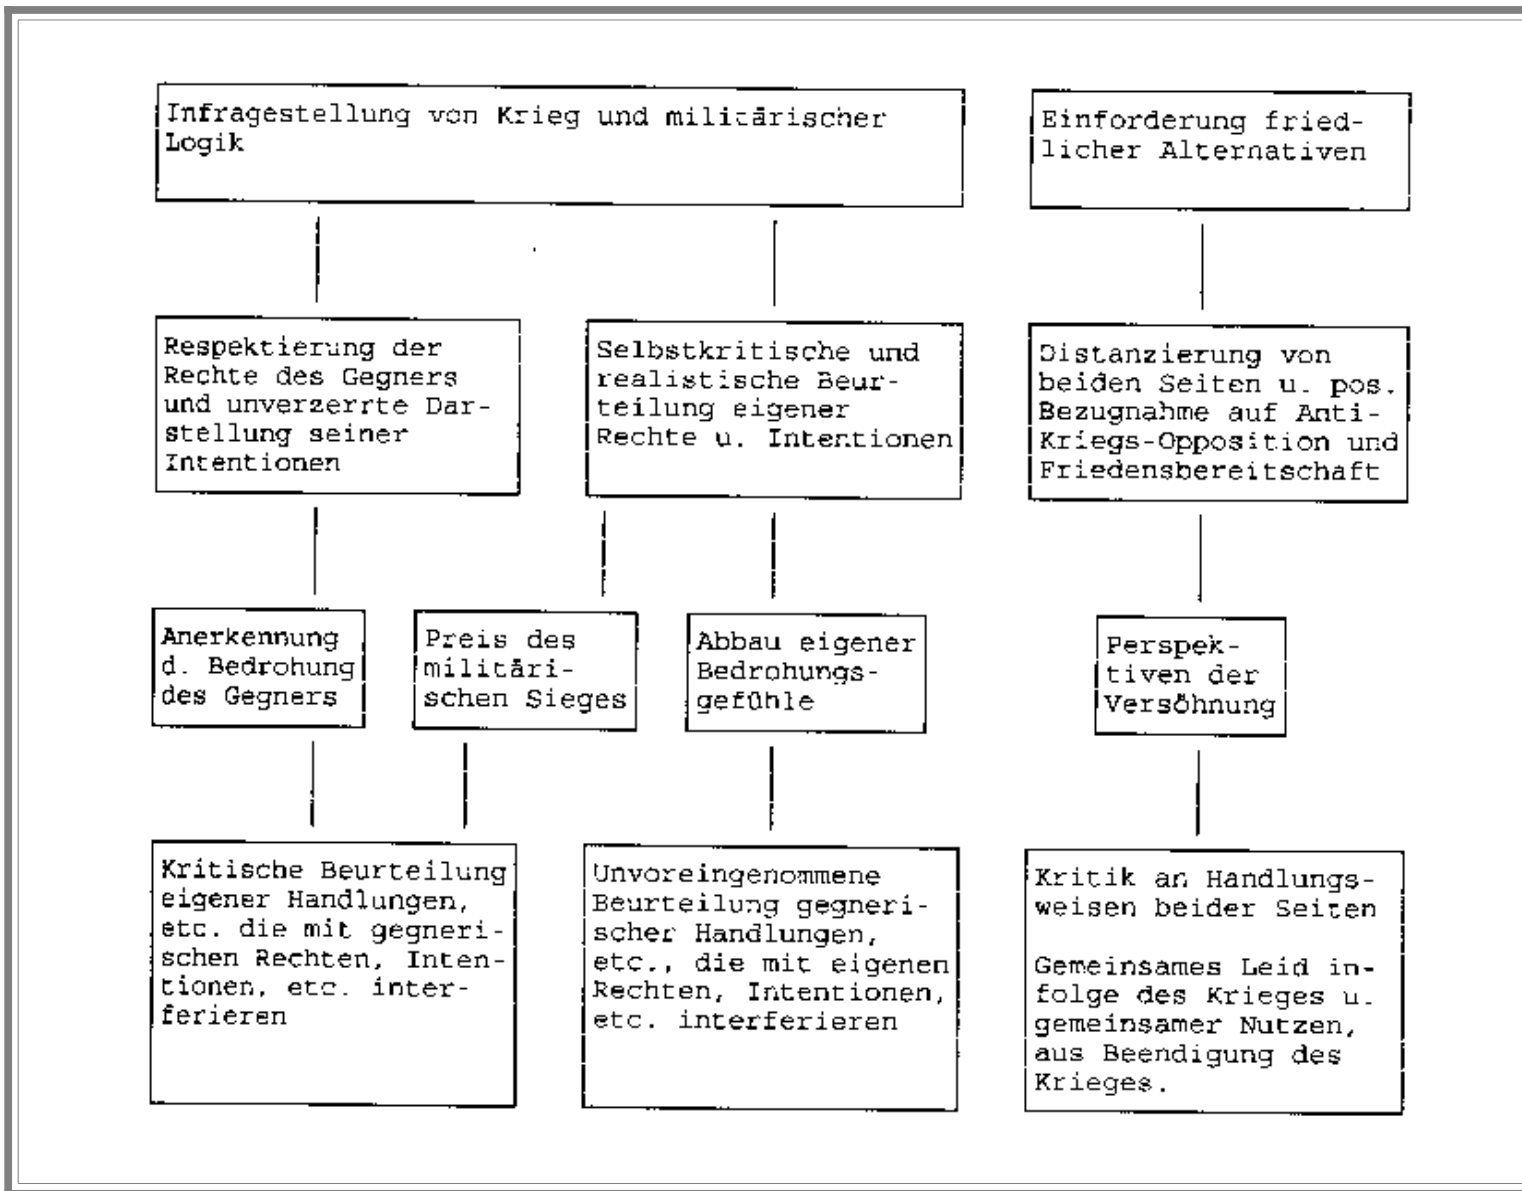 Infragestellung von Krieg und militärischer
Logik
Einforderung fried-
licher Alternativen
Respektierung der
Rechte des Gegners
und unverzerrte Dar-
stellung seiner
Intentionen
Selbstkritische und
realistische Beur-
teilung eigener
Rechte u. Intentionen
Distanzierung von
beiden Seiten u. pos.
Bezugnahme auf Anti-
Kriegs-Opposition und
Friedensbereitschaft
Anerkennung
d. Bedrohung
des Gegners
Preis des
militäri-
schen Sieges
Abbau eigener
Bedrohungs-
gefühle
Perspek-
tiven der
Versöhnung
Kritische Beurteilung
eigener Handlungen,
etc. die mit gegneri-
schen Rechten, Inten-
tionen, etc. inter-
ferieren
Unvoreingenommene
Beurteilung gegneri-
scher Handlungen,
etc., die mit eigenen
Rechten, Intentionen,
etc. interferieren
Kritik an Handlungs-
weisen beider Seiten
Gemeinsames Leid in-
folge des Krieges u.
gemeinsamer Nutzen,
aus Beendigung des
Krieges.